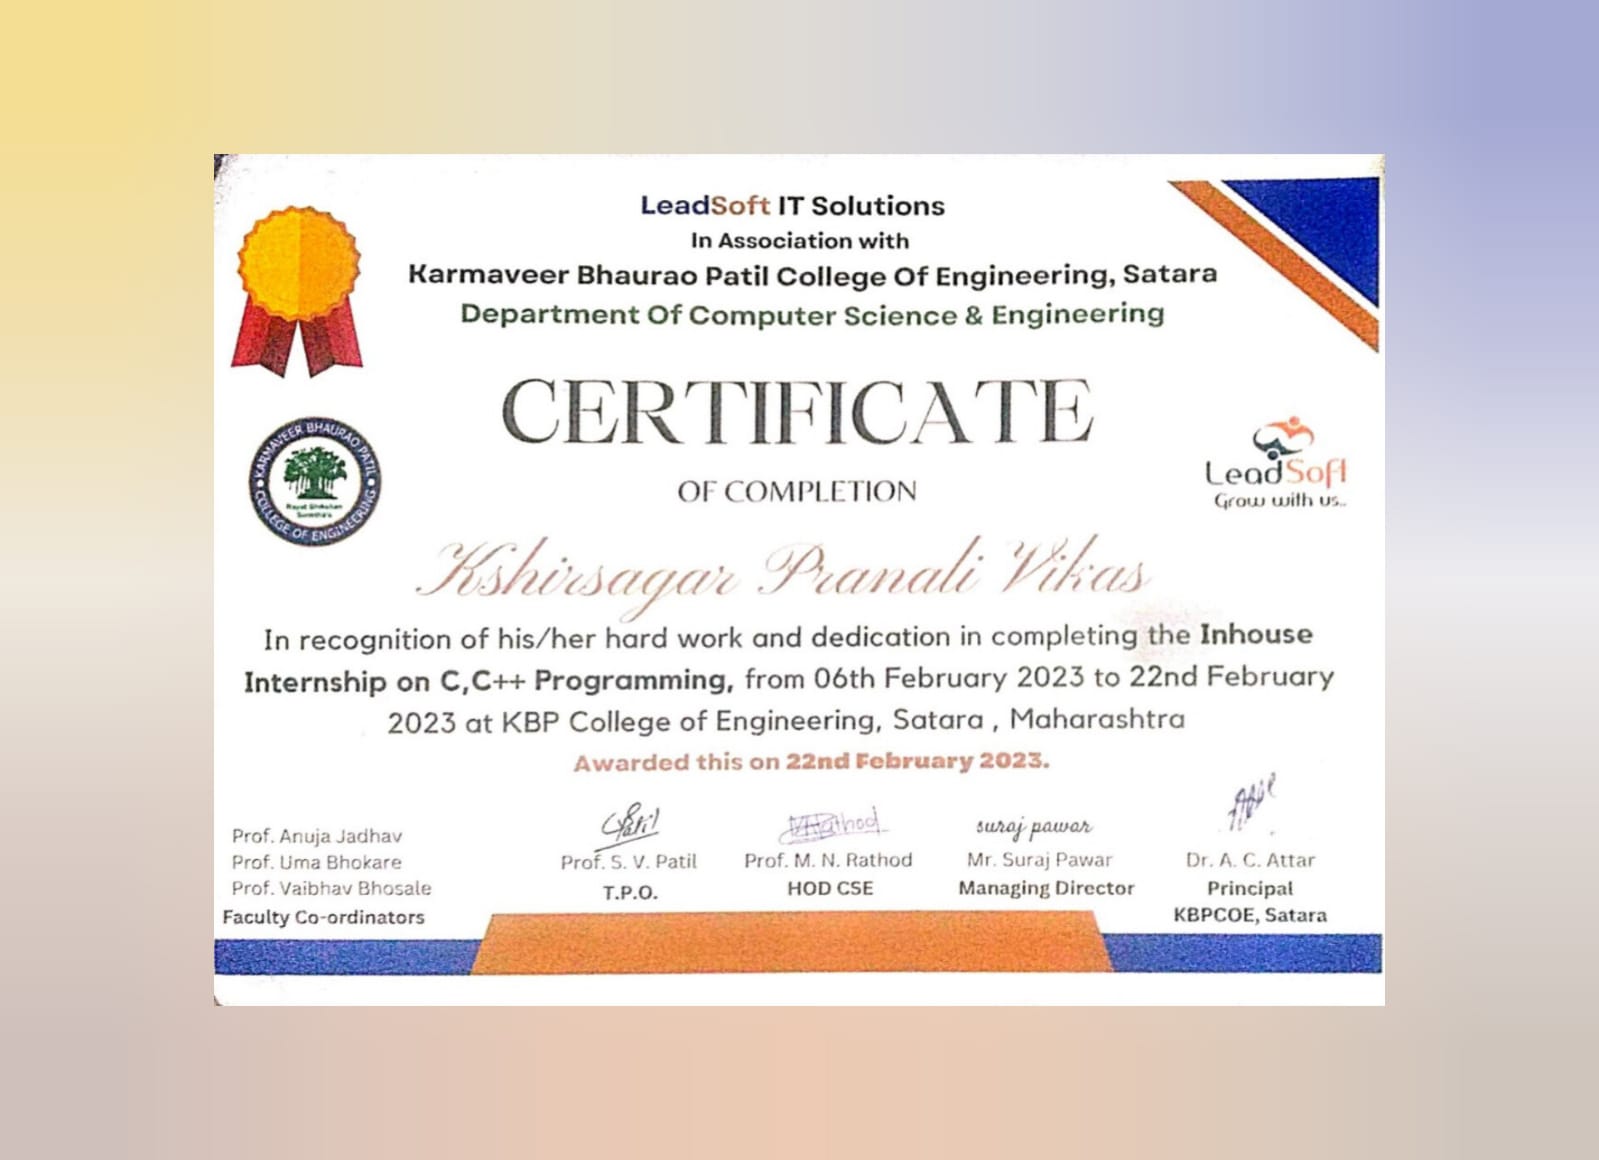 LeadSoft IT Solutions
In Association with
Karmaveer Bhaurao Patil College Of Engineering, Satara
Department Of Computer Science & Engineering
CERTIFICATE
OF COMPLETION
KARMAVEER BHAURAO PATIL
COLLEGE OF ENGINEERING
Rayat Shikshan
Sanstha's
LeadSoft
Grow with us..
Kshirsagar Pranali Vikas
In recognition of his/her hard work and dedication in completing the Inhouse
Internship on C,C++ Programming, from 06th February 2023 to 22nd February
2023 at KBP College of Engineering, Satara , Maharashtra
Awarded this on 22nd February 2023.
Prof. Anuja Jadhav
Prof. Uma Bhokare
Prof. Vaibhav Bhosale
Faculty Co-ordinators
Patil
Prof. S. V. Patil
T.P.O.
Rathod
Prof. M. N. Rathod
HOD CSE
suraj pawar
Mr. Suraj Pawar
Managing Director
Dr. A. C. Attar
Principal
KBPCOE, Satara